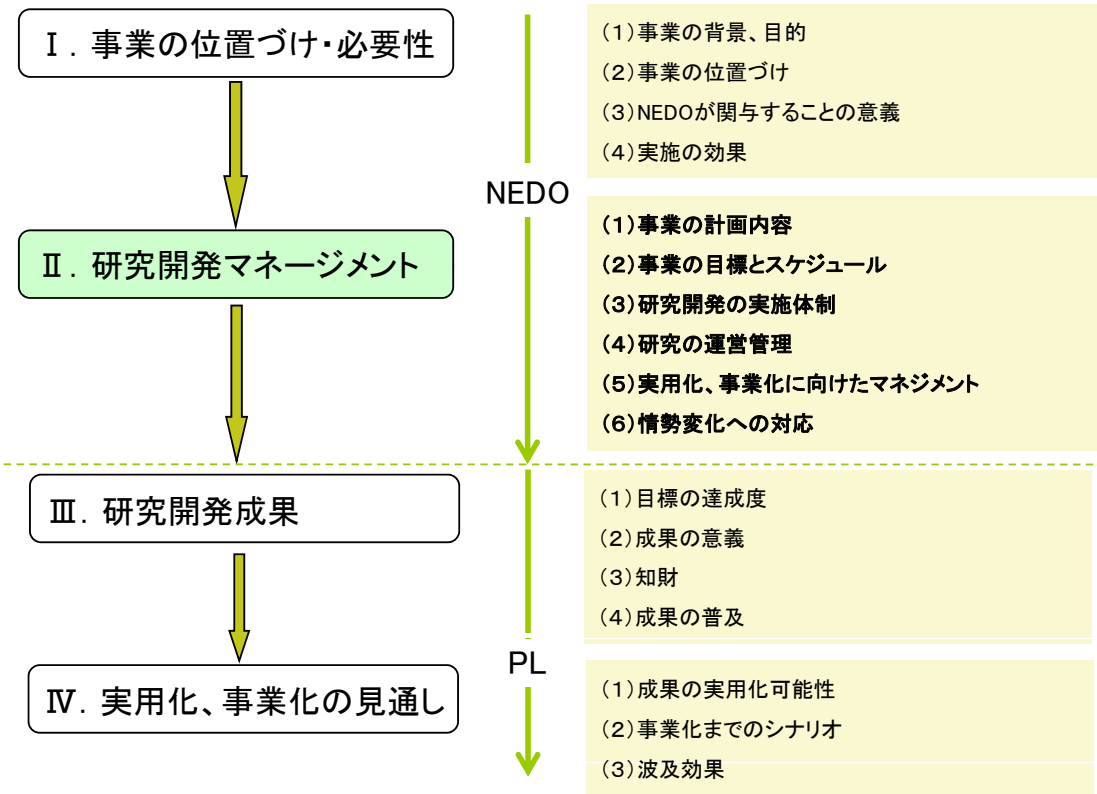 Ⅰ. 事業の位置づけ・必要性
(1)事業の背景、目的
(2)事業の位置づけ
(3)NEDOが関与することの意義
(4)実施の効果
NEDO
Ⅱ. 研究開発マネージメント
(1)事業の計画内容
(2)事業の目標とスケジュール
(3)研究開発の実施体制
(4)研究の運営管理
(5)実用化、事業化に向けたマネジメント
(6)情勢変化への対応
Ⅲ. 研究開発成果
(1)目標の達成度
(2)成果の意義
(3)知財
(4)成果の普及
PL
Ⅳ. 実用化、事業化の見通し
(1)成果の実用化可能性
(2)事業化までのシナリオ
(3)波及効果